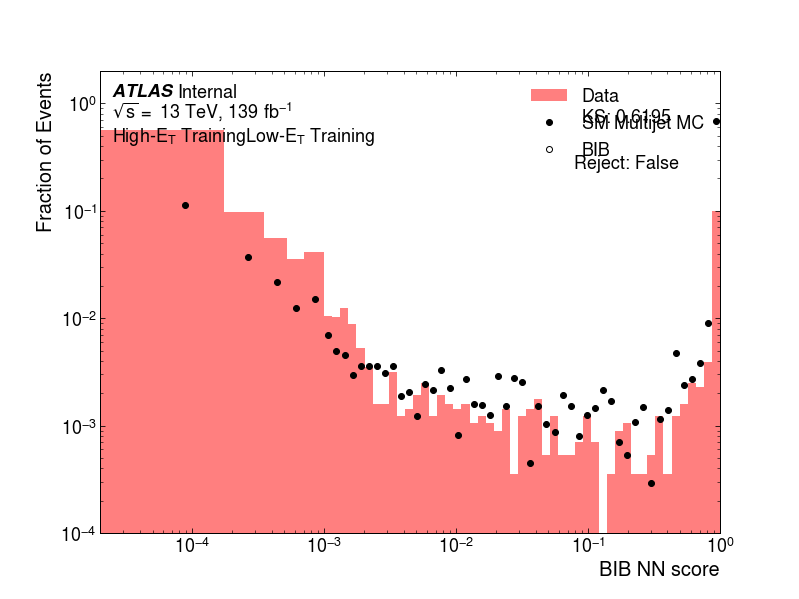 ATLAS Internal
√s = 13 TeV, 139 fb⁻¹
High-E_T TrainingLow-E_T Training
Data
KS: 0.6195
SM Multijet MC
BIB
Reject: False
Fraction of Events
10⁰
10⁻¹
10⁻²
10⁻³
10⁻⁴
10⁻⁴ 10⁻³ 10⁻² 10⁻¹ 10⁰
BIB NN score